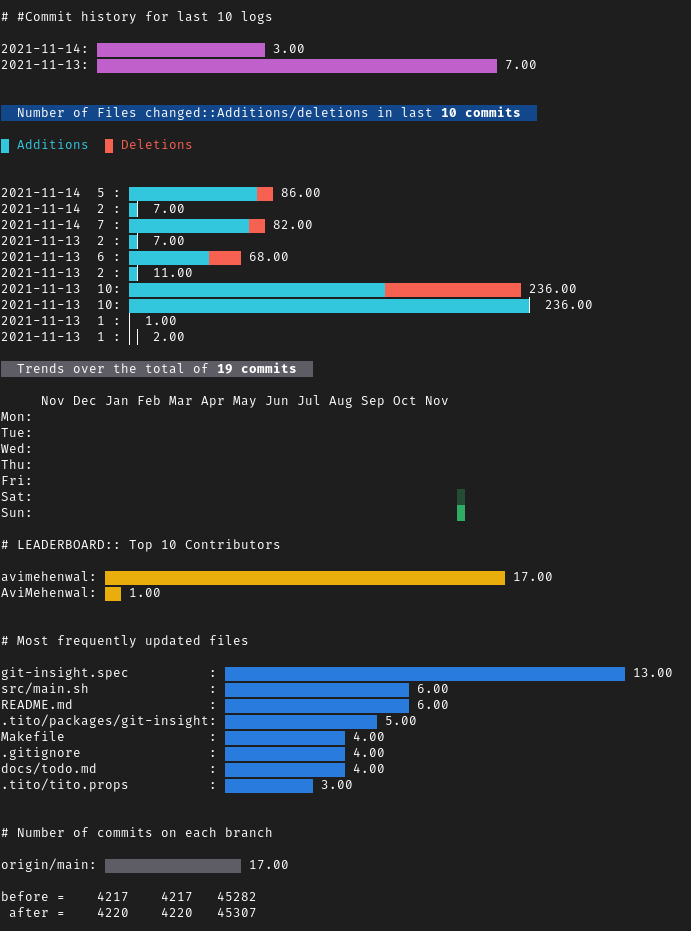 # #Commit history for last 10 logs
2021-11-14: 3.00
2021-11-13: 7.00
Number of Files changed::Additions/deletions in last 10 commits
Additions Deletions
2021-11-14 5 : 86.00
2021-11-14 2 : 7.00
2021-11-14 7 : 82.00
2021-11-13 2 : 7.00
2021-11-13 6 : 68.00
2021-11-13 2 : 11.00
2021-11-13 10: 236.00
2021-11-13 10: 236.00
2021-11-13 1 : 1.00
2021-11-13 1 : 2.00
Trends over the total of 19 commits
Nov Dec Jan Feb Mar Apr May Jun Jul Aug Sep Oct Nov
Mon:
Tue:
Wed:
Thu:
Fri:
Sat:
Sun:
# LEADERBOARD:: Top 10 Contributors
avimehenwal: 17.00
AviMehenwal: 1.00
# Most frequently updated files
git-insight.spec : 13.00
src/main.sh : 6.00
README.md : 6.00
.tito/packages/git-insight: 5.00
Makefile : 4.00
.gitignore : 4.00
docs/todo.md : 4.00
.tito/tito.props : 3.00
# Number of commits on each branch
origin/main: 17.00
before = 4217 4217 45282
after = 4220 4220 45307